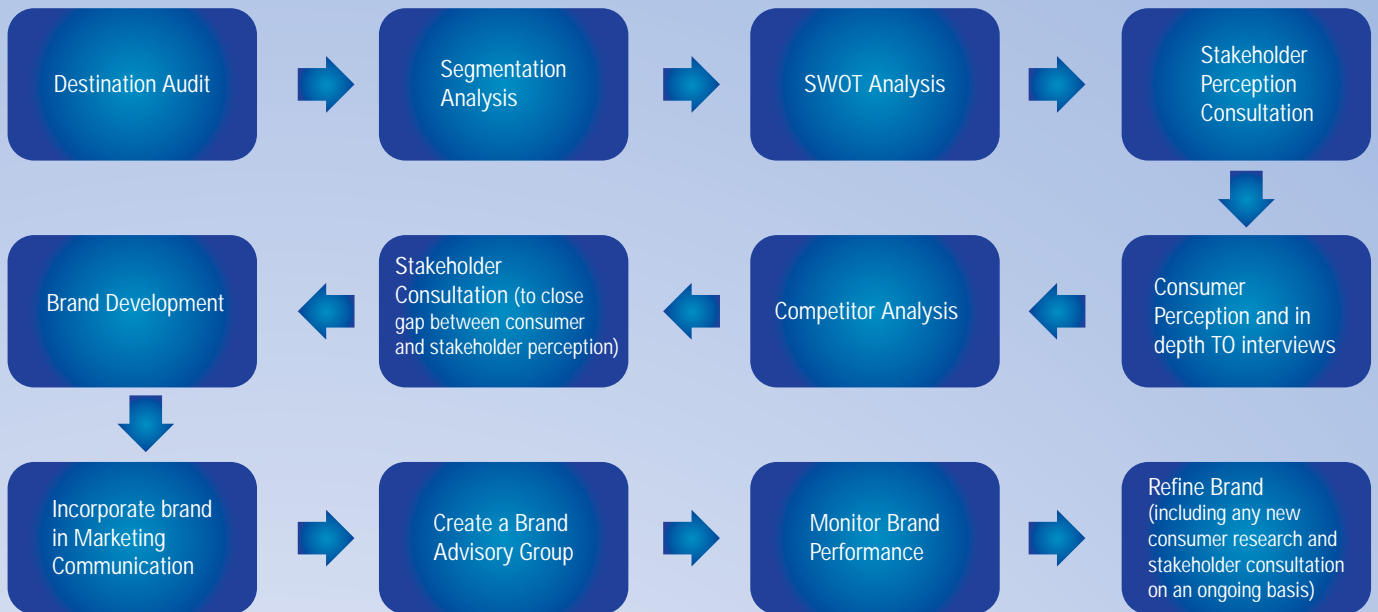 Destination Audit
Segmentation
Analysis
SWOT Analysis
Stakeholder
Perception
Consultation
Consumer
Perception and in
depth TO interviews
Competitor Analysis
Stakeholder
Consultation (to close
gap between consumer
and stakeholder perception)
Brand Development
Incorporate brand
in Marketing
Communication
Create a Brand
Advisory Group
Monitor Brand
Performance
Refine Brand
(including any new
consumer research and
stakeholder consultation
on an ongoing basis)